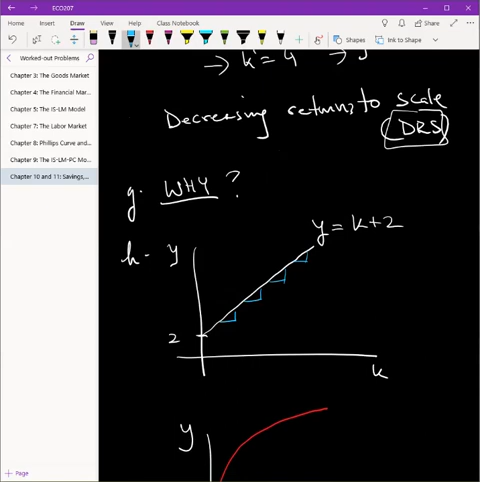 ECO207
File Home Insert Draw View Help Class Notebook Share
Shapes Ink to Shape
Worked-out Problems
Chapter 3: The Goods Market
Chapter 4: The Financial Mar...
Chapter 5: The IS-LM Model
Chapter 7: The Labor Market
Chapter 8: Phillips Curve and...
Chapter 9: The IS-LM-PC Mo...
Chapter 10 and 11: Savings,...
+ Page
→ k = 4 →
Decreasing returns to scale
(DRS)
g. WHY ?
y = k+2
h. y
2
k
y